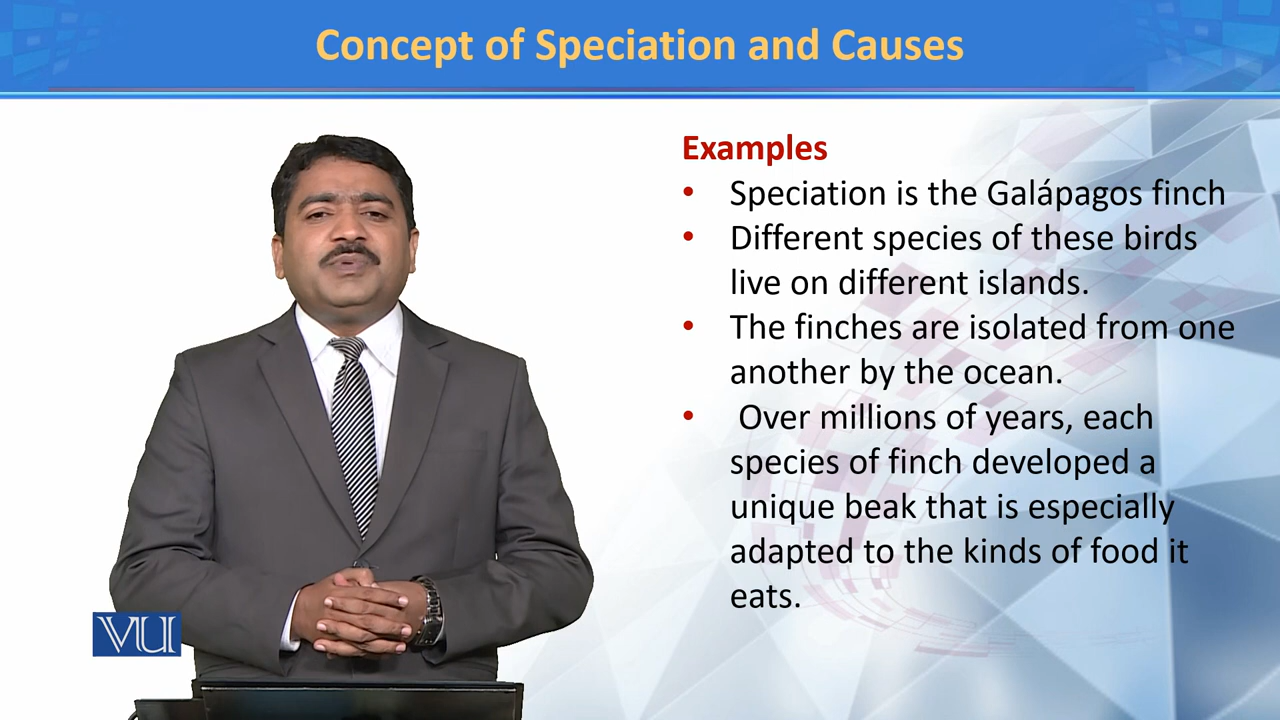 Concept of Speciation and Causes
Examples
• Speciation is the Galápagos finch
• Different species of these birds
live on different islands.
• The finches are isolated from one
another by the ocean.
• Over millions of years, each
species of finch developed a
unique beak that is especially
adapted to the kinds of food it
eats.
VU